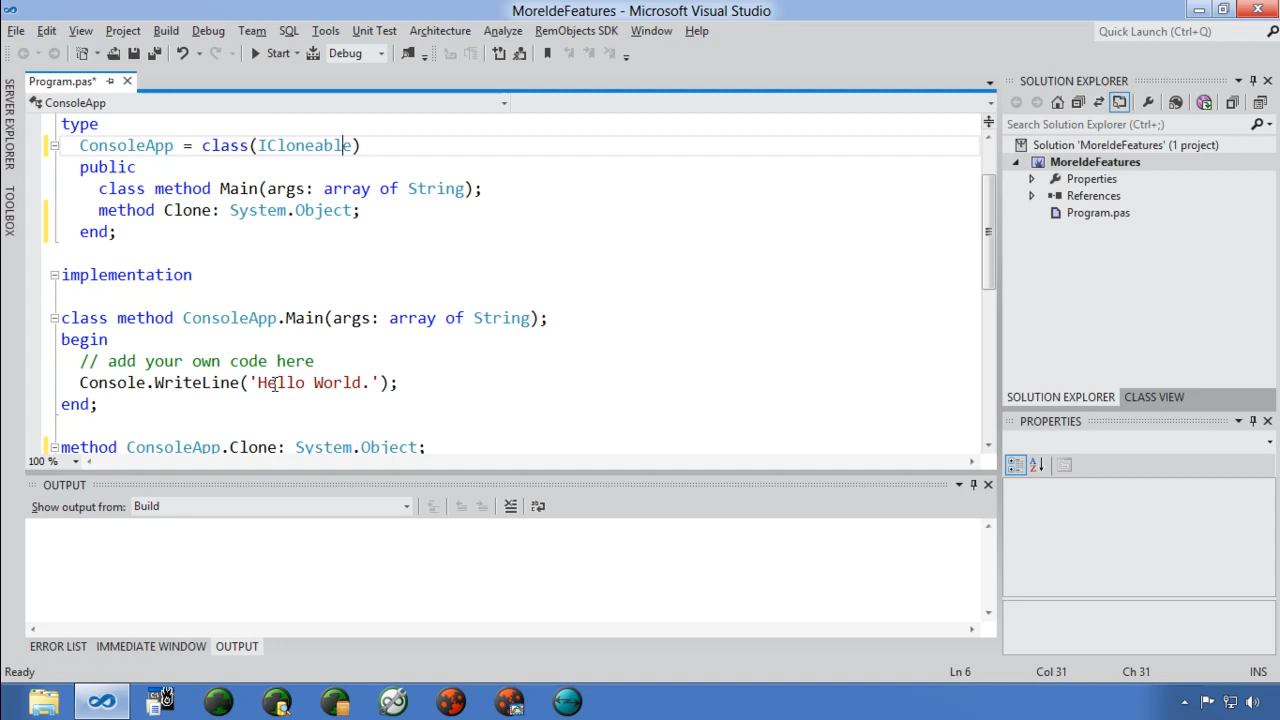 MoreIdeFeatures - Microsoft Visual Studio
File Edit View Project Build Debug Team SQL Tools Unit Test Architecture Analyze RemObjects SDK Window Help
Quick Launch (Ctrl+Q)
Start Debug
SERVER EXPLORER
TOOLBOX
Program.pas*
ConsoleApp
type
ConsoleApp = class(ICloneable)
public
class method Main(args: array of String);
method Clone: System.Object;
end;
implementation
class method ConsoleApp.Main(args: array of String);
begin
// add your own code here
Console.WriteLine('Hello World.');
end;
method ConsoleApp.Clone: System.Object;
100 %
SOLUTION EXPLORER
Search Solution Explorer (Ctrl+;)
Solution 'MoreIdeFeatures' (1 project)
MoreIdeFeatures
Properties
References
Program.pas
SOLUTION EXPLORER CLASS VIEW
PROPERTIES
OUTPUT
Show output from: Build
ERROR LIST IMMEDIATE WINDOW OUTPUT
Ready Ln 6 Col 31 Ch 31 INS